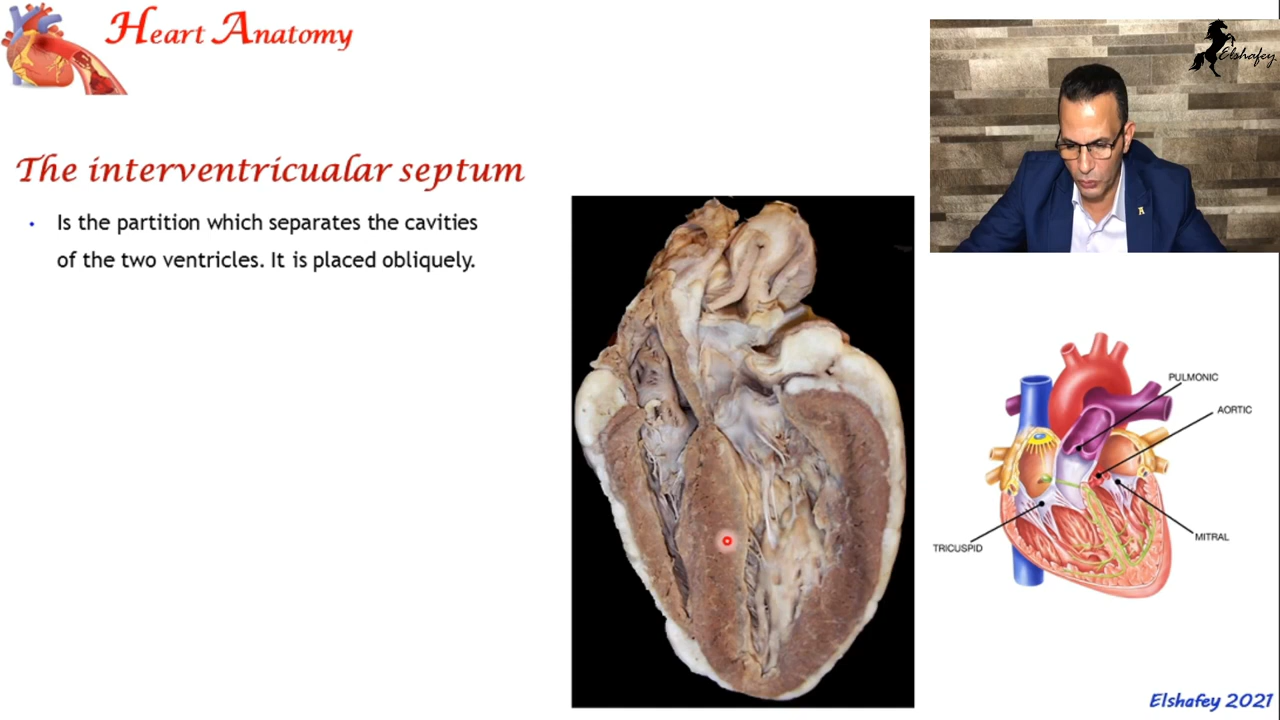 Heart Anatomy
Elshafey
The interventricualar septum
• Is the partition which separates the cavities
of the two ventricles. It is placed obliquely.
PULMONIC
AORTIC
MITRAL
TRICUSPID
Elshafey 2021